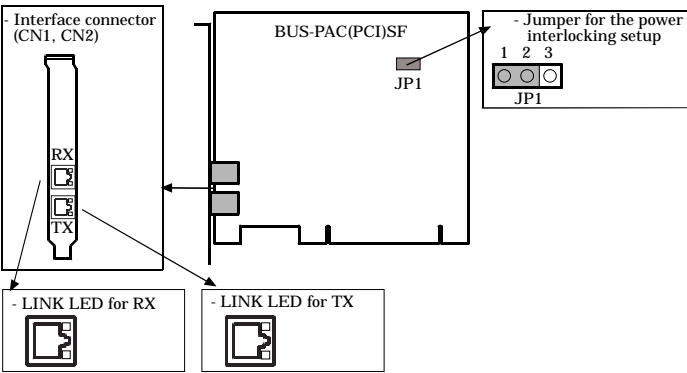 - Interface connector
(CN1, CN2)
RX
TX
BUS-PAC(PCI)SF
JP1
- Jumper for the power
interlocking setup
1 2 3
JP1
- LINK LED for RX
- LINK LED for TX